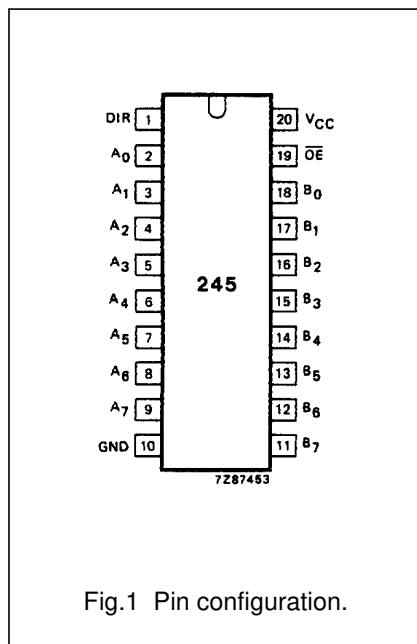 DIR 1 20 VCC
A0 2 19 OE
A1 3 18 B0
A2 4 17 B1
A3 5 16 B2
245
A4 6 15 B3
A5 7 14 B4
A6 8 13 B5
A7 9 12 B6
GND 10 11 B7
7Z87453
Fig.1 Pin configuration.